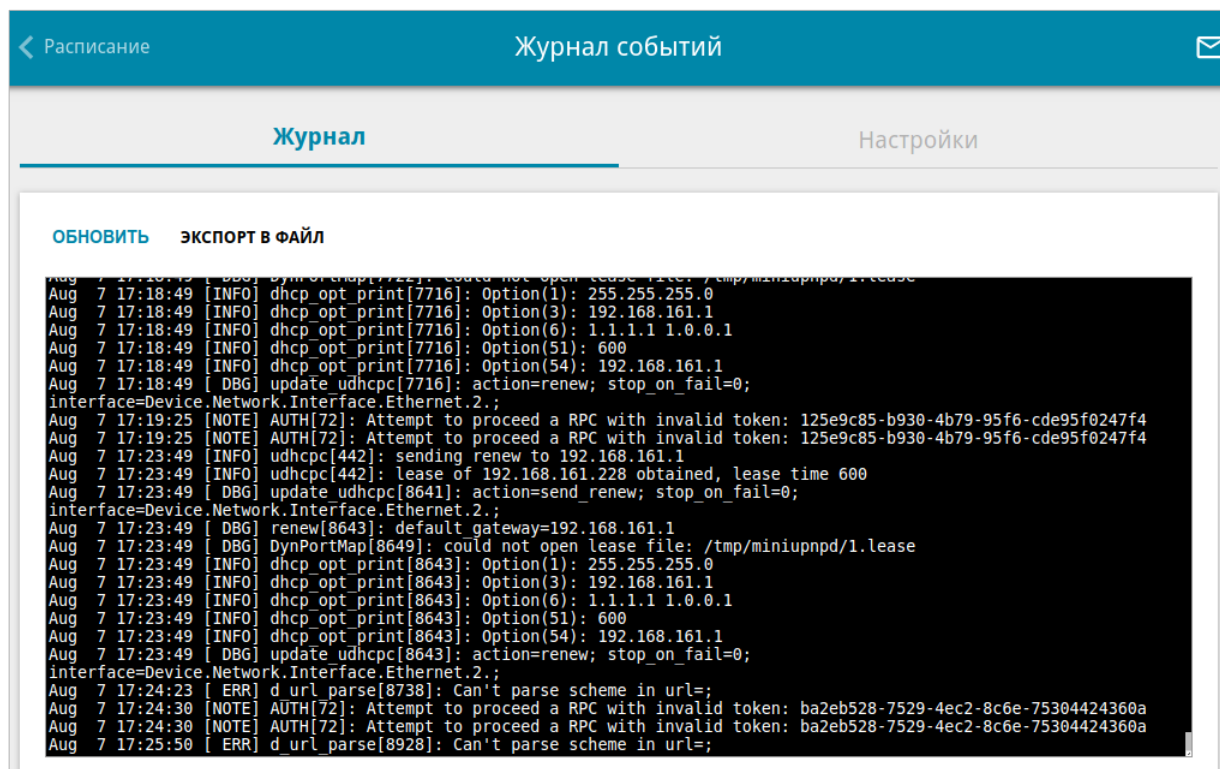 Расписание
Журнал событий
Журнал
Настройки
ОБНОВИТЬ ЭКСПОРТ В ФАЙЛ
Aug  7 17:18:49 [ DBG] DynPortMap[7722]: could not open lease file: /tmp/miniupnpd/1.lease
Aug  7 17:18:49 [INFO] dhcp_opt_print[7716]: Option(1): 255.255.255.0
Aug  7 17:18:49 [INFO] dhcp_opt_print[7716]: Option(3): 192.168.161.1
Aug  7 17:18:49 [INFO] dhcp_opt_print[7716]: Option(6): 1.1.1.1 1.0.0.1
Aug  7 17:18:49 [INFO] dhcp_opt_print[7716]: Option(51): 600
Aug  7 17:18:49 [INFO] dhcp_opt_print[7716]: Option(54): 192.168.161.1
Aug  7 17:18:49 [ DBG] update_udhcpc[7716]: action=renew; stop_on_fail=0;
interface=Device.Network.Interface.Ethernet.2.;
Aug  7 17:19:25 [NOTE] AUTH[72]: Attempt to proceed a RPC with invalid token: 125e9c85-b930-4b79-95f6-cde95f0247f4
Aug  7 17:19:25 [NOTE] AUTH[72]: Attempt to proceed a RPC with invalid token: 125e9c85-b930-4b79-95f6-cde95f0247f4
Aug  7 17:23:49 [INFO] udhcpc[442]: sending renew to 192.168.161.1
Aug  7 17:23:49 [INFO] udhcpc[442]: lease of 192.168.161.228 obtained, lease time 600
Aug  7 17:23:49 [ DBG] update_udhcpc[8641]: action=send_renew; stop_on_fail=0;
interface=Device.Network.Interface.Ethernet.2.;
Aug  7 17:23:49 [ DBG] renew[8643]: default_gateway=192.168.161.1
Aug  7 17:23:49 [ DBG] DynPortMap[8649]: could not open lease file: /tmp/miniupnpd/1.lease
Aug  7 17:23:49 [INFO] dhcp_opt_print[8643]: Option(1): 255.255.255.0
Aug  7 17:23:49 [INFO] dhcp_opt_print[8643]: Option(3): 192.168.161.1
Aug  7 17:23:49 [INFO] dhcp_opt_print[8643]: Option(6): 1.1.1.1 1.0.0.1
Aug  7 17:23:49 [INFO] dhcp_opt_print[8643]: Option(51): 600
Aug  7 17:23:49 [INFO] dhcp_opt_print[8643]: Option(54): 192.168.161.1
Aug  7 17:23:49 [ DBG] update_udhcpc[8643]: action=renew; stop_on_fail=0;
interface=Device.Network.Interface.Ethernet.2.;
Aug  7 17:24:23 [ ERR] d_url_parse[8738]: Can't parse scheme in url=;
Aug  7 17:24:30 [NOTE] AUTH[72]: Attempt to proceed a RPC with invalid token: ba2eb528-7529-4ec2-8c6e-75304424360a
Aug  7 17:24:30 [NOTE] AUTH[72]: Attempt to proceed a RPC with invalid token: ba2eb528-7529-4ec2-8c6e-75304424360a
Aug  7 17:25:50 [ ERR] d_url_parse[8928]: Can't parse scheme in url=;